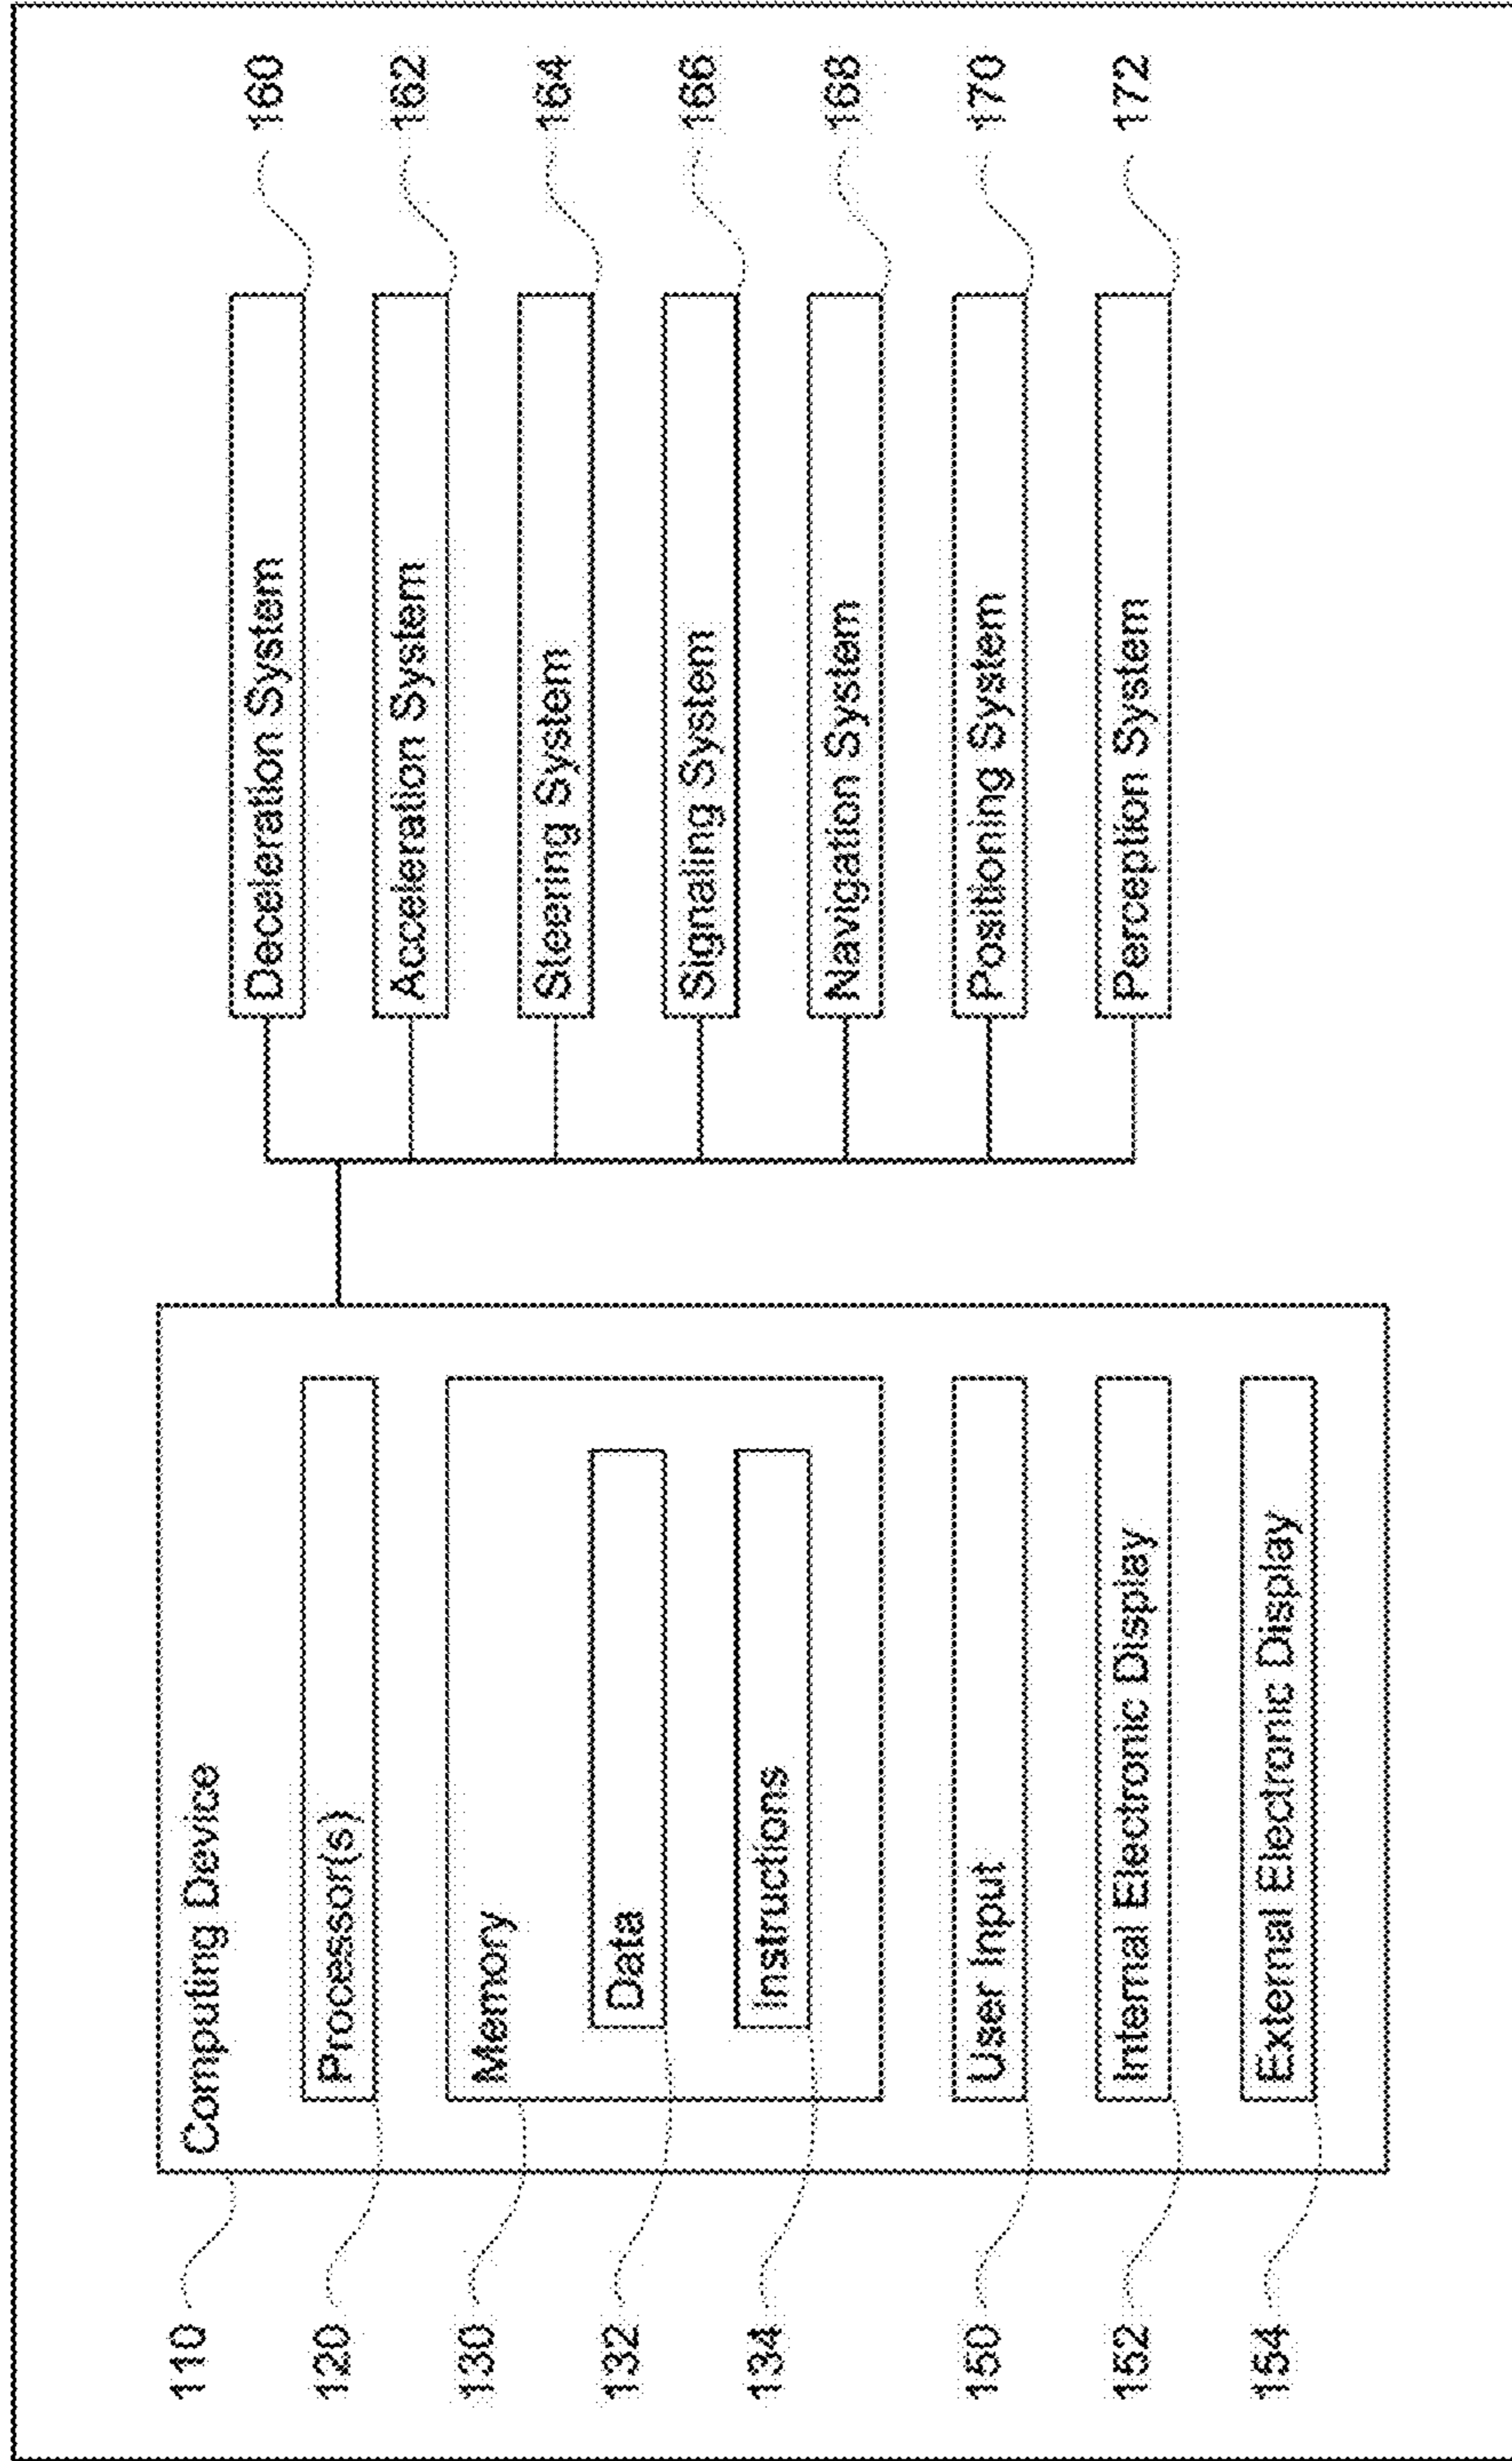 110
Computing Device
120
Processor(s)
130
Memory
132
Data
134
Instructions
150
User Input
152
Internal Electronic Display
154
External Electronic Display
Deceleration System
160
Acceleration System
162
Steering System
164
Signaling System
166
Navigation System
168
Positioning System
170
Perception System
172